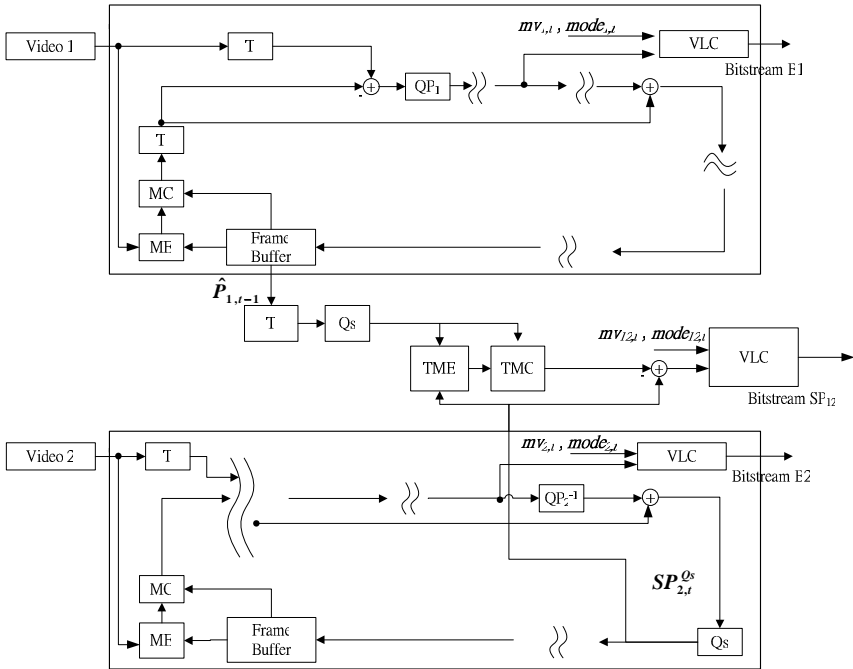 mv1,t , mode1,t
Video 1
T
VLC
Bitstream E1
-
+
QP1
+
T
MC
ME
Frame
Buffer
P̂1,t−1
T
Qs
mv12,t , mode12,t
TME
TMC
-
+
VLC
Bitstream SP12
mv2,t , mode2,t
Video 2
T
VLC
Bitstream E2
QP2-1
+
MC
SP2,tQs
ME
Frame
Buffer
Qs